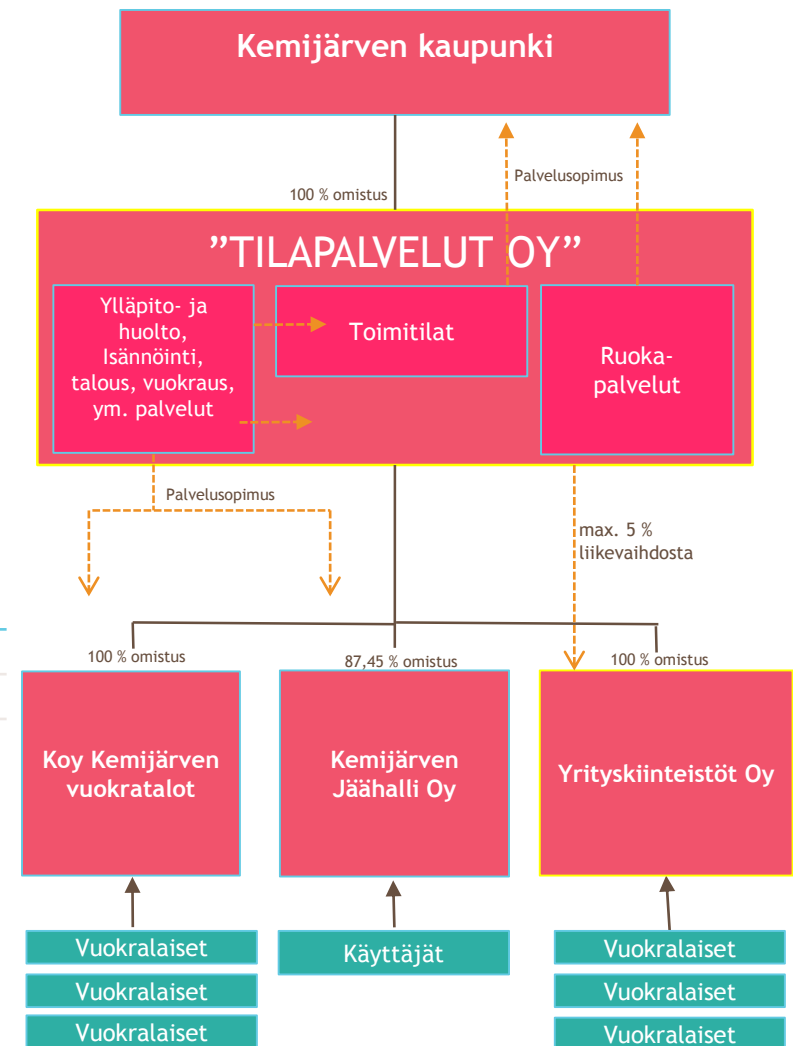 Kemijärven kaupunki
Palvelusopimus
100 % omistus
”TILAPALVELUT OY”
Ylläpito- ja
huolto,
Isännöinti,
talous, vuokraus,
ym. palvelut
Toimitilat
Ruoka-
palvelut
Palvelusopimus
max. 5 %
liikevaihdosta
100 % omistus
87,45 % omistus
100 % omistus
Koy Kemijärven
vuokratalot
Kemijärven
Jäähalli Oy
Yrityskiinteistöt Oy
Vuokralaiset
Vuokralaiset
Vuokralaiset
Käyttäjät
Vuokralaiset
Vuokralaiset
Vuokralaiset